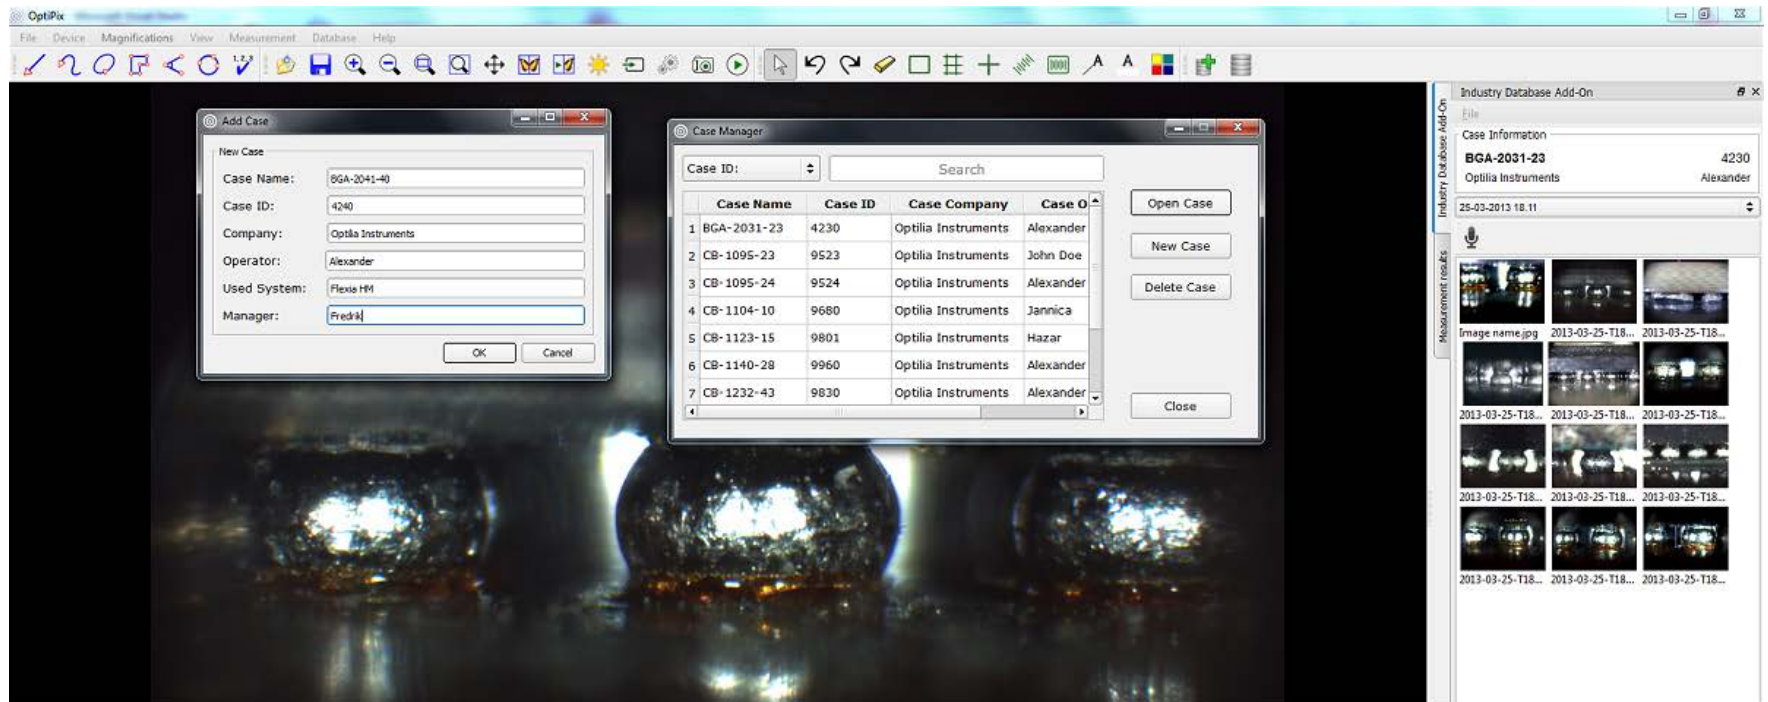 OptiPix
File Device Magnifications View Measurement Database Help
1,2,3
A A
Add Case
New Case
Case Name: BGA-2041-40
Case ID: 4240
Company: Optilia Instruments
Operator: Alexander
Used System: Flexia HM
Manager: Fredrik
OK Cancel
Case Manager
Case ID: Search
Case Name Case ID Case Company Case O
1 BGA-2031-23 4230 Optilia Instruments Alexander
2 CB-1095-23 9523 Optilia Instruments John Doe
3 CB-1095-24 9524 Optilia Instruments Alexander
4 CB-1104-10 9680 Optilia Instruments Jannica
5 CB-1123-15 9801 Optilia Instruments Hazar
6 CB-1140-28 9960 Optilia Instruments Alexander
7 CB-1232-43 9830 Optilia Instruments Alexander
Open Case
New Case
Delete Case
Close
Industry Database Add-On
Measurement results
Industry Database Add-On
File
Case Information
BGA-2031-23 4230
Optilia Instruments Alexander
25-03-2013 18.11
Image name.jpg 2013-03-25-T18... 2013-03-25-T18...
2013-03-25-T18... 2013-03-25-T18... 2013-03-25-T18...
2013-03-25-T18... 2013-03-25-T18... 2013-03-25-T18...
2013-03-25-T18... 2013-03-25-T18... 2013-03-25-T18...